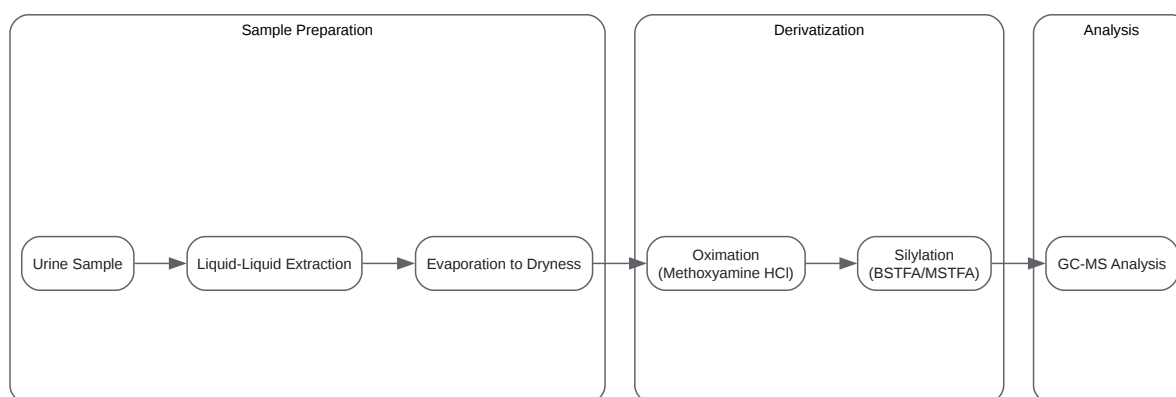 Sample Preparation
Derivatization
Analysis
Urine Sample
Liquid-Liquid Extraction
Evaporation to Dryness
Oximation
(Methoxyamine HCl)
Silylation
(BSTFA/MSTFA)
GC-MS Analysis